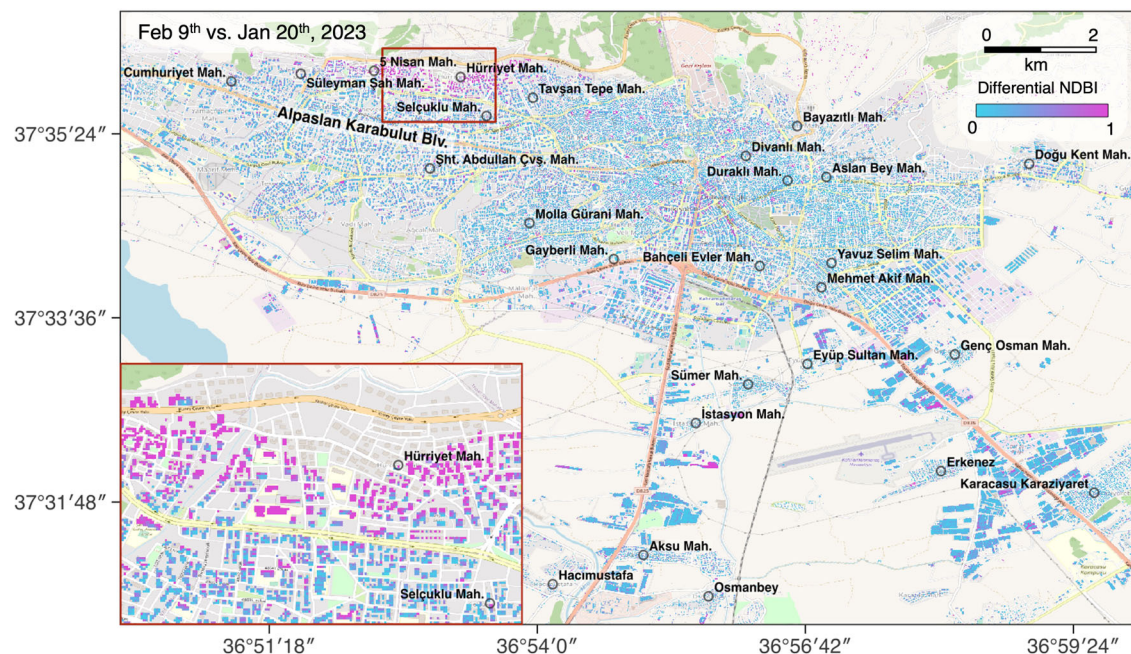 Feb 9th vs. Jan 20th, 2023
0 2
km
Differential NDBI
0 1
5 Nisan Mah.
Hürriyet Mah.
Cumhuriyet Mah.
Süleyman Şah Mah.
Tavşan Tepe Mah.
Selçuklu Mah.
Alpaslan Karabulut Blv.
Bayazıtlı Mah.
37°35′24″
Divanlı Mah.
Doğu Kent Mah.
Sht. Abdullah Çvş. Mah.
Duraklı Mah.
Aslan Bey Mah.
Molla Gürani Mah.
Gayberli Mah.
Bahçeli Evler Mah.
Yavuz Selim Mah.
Mehmet Akif Mah.
37°33′36″
Genç Osman Mah.
Eyüp Sultan Mah.
Sümer Mah.
İstasyon Mah.
Hürriyet Mah.
Erkenez
Karacasu Karaziyaret
37°31′48″
Aksu Mah.
Hacımustafa
Osmanbey
Selçuklu Mah.
36°51′18″
36°54′0″
36°56′42″
36°59′24″